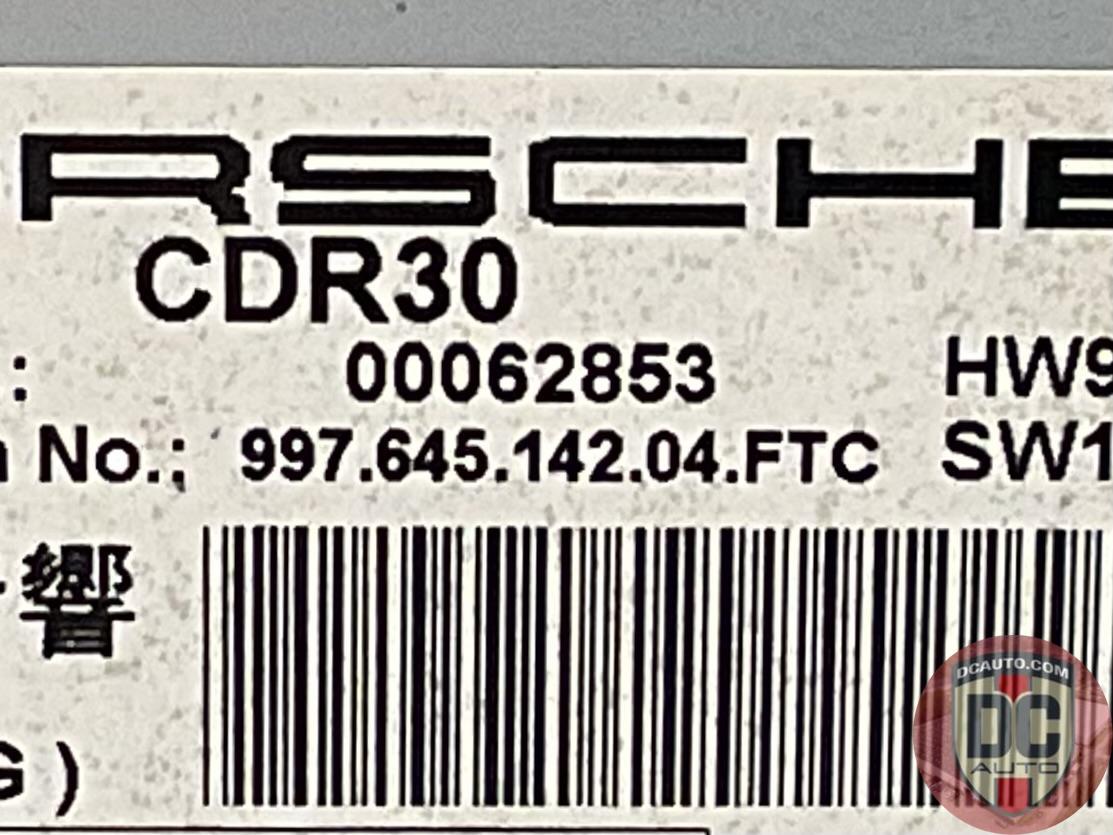 RSCHE
CDR30
: 00062853 HW9
No.: 997.645.142.04.FTC SW1
響
G )
DCAUTO.COM
DC
AUTO